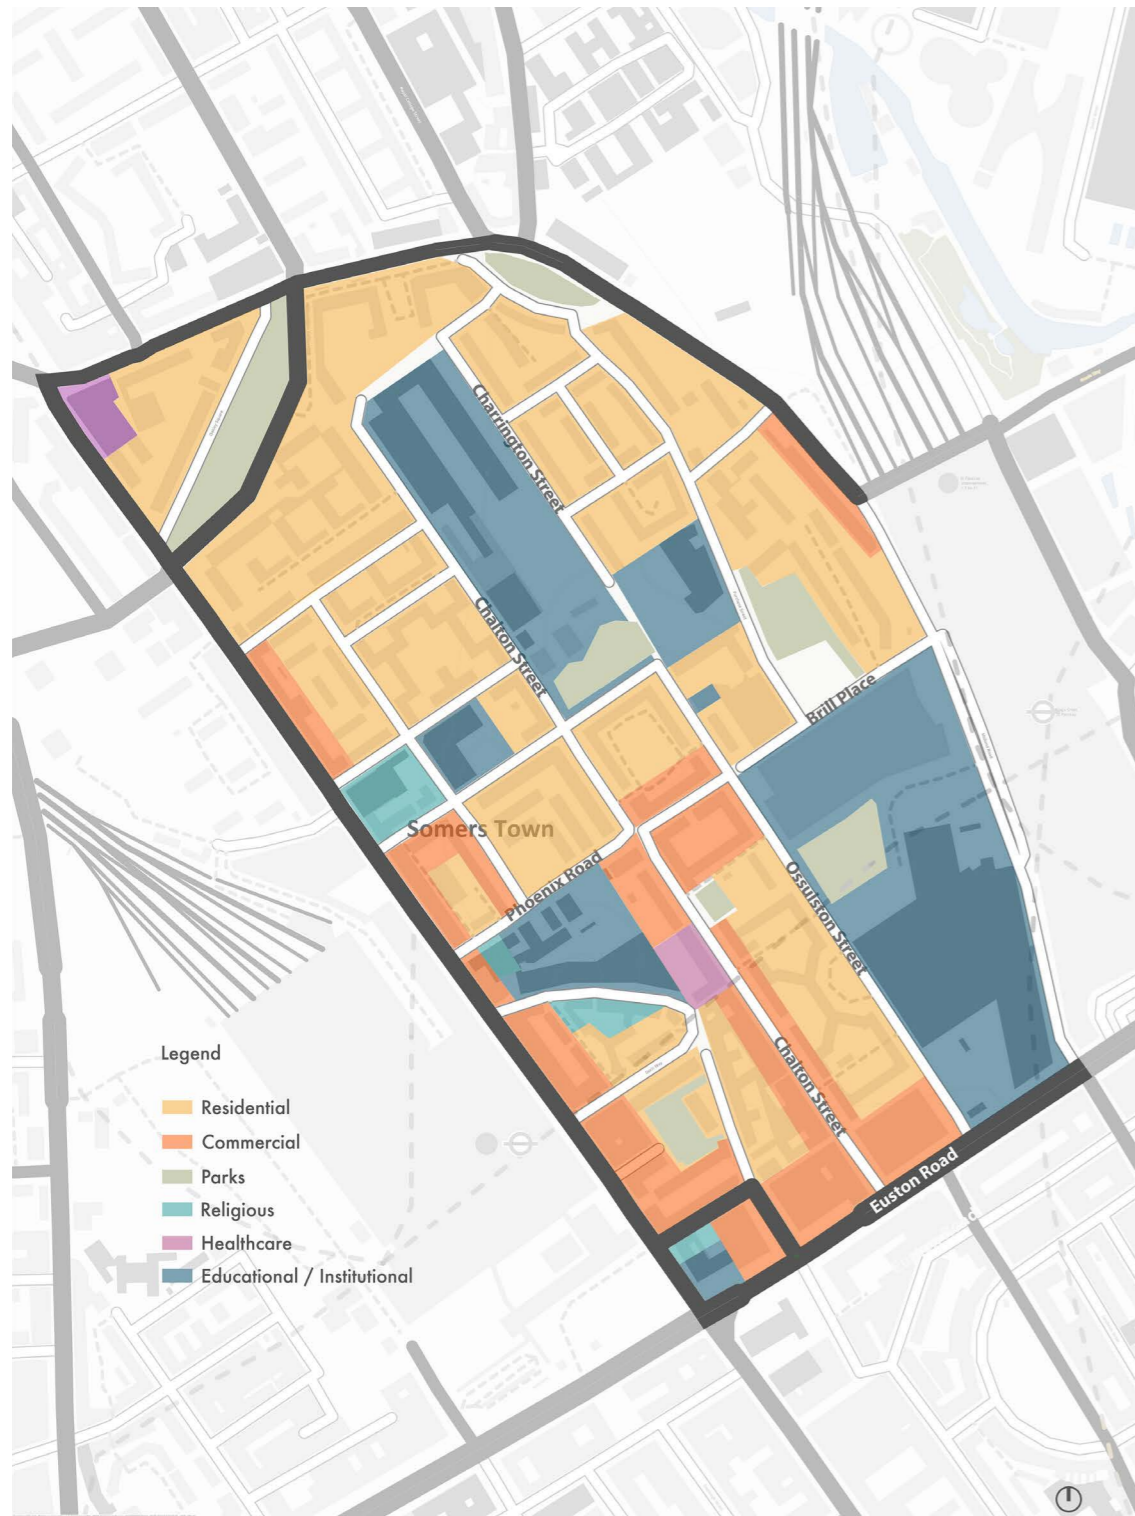 Charrington Street
Chalton Street
Brill Place
Somers Town
Phoenix Road
Ossulston Street
Chalton Street
Euston Road
Legend
Residential
Commercial
Parks
Religious
Healthcare
Educational / Institutional